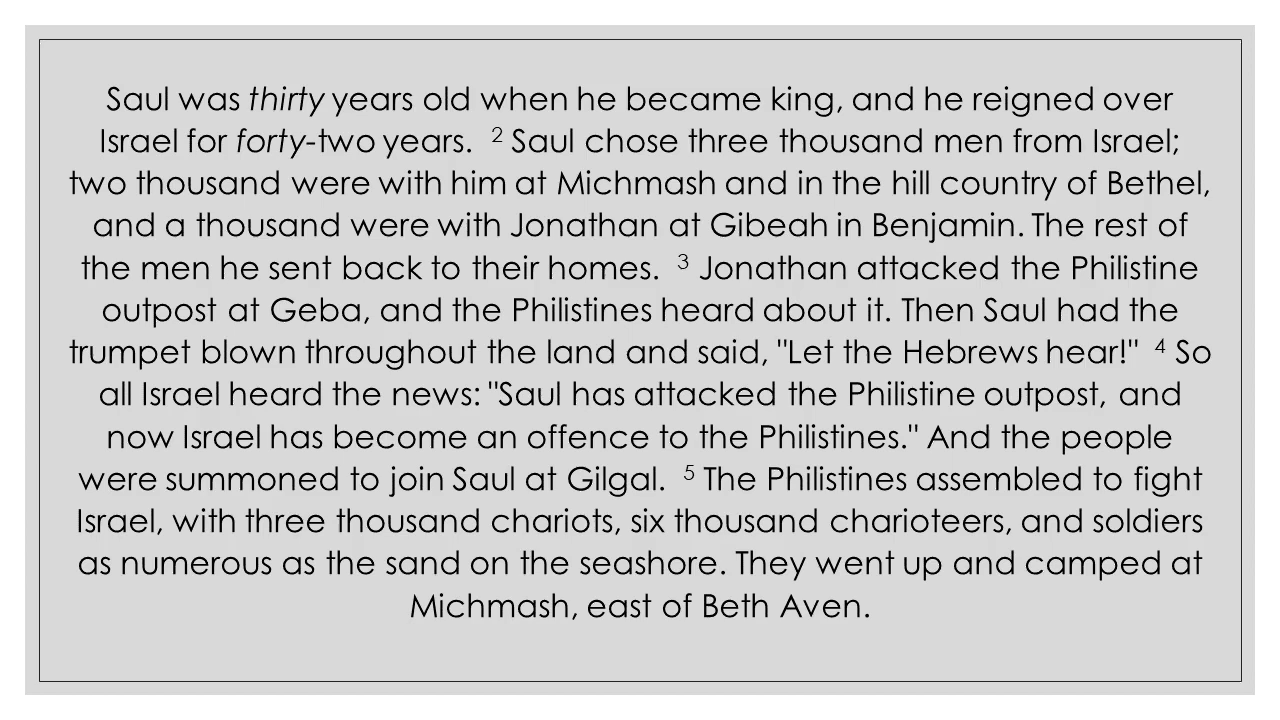 Saul was thirty years old when he became king, and he reigned over
Israel for forty-two years. 2 Saul chose three thousand men from Israel;
two thousand were with him at Michmash and in the hill country of Bethel,
and a thousand were with Jonathan at Gibeah in Benjamin. The rest of
the men he sent back to their homes. 3 Jonathan attacked the Philistine
outpost at Geba, and the Philistines heard about it. Then Saul had the
trumpet blown throughout the land and said, "Let the Hebrews hear!" 4 So
all Israel heard the news: "Saul has attacked the Philistine outpost, and
now Israel has become an offence to the Philistines." And the people
were summoned to join Saul at Gilgal. 5 The Philistines assembled to fight
Israel, with three thousand chariots, six thousand charioteers, and soldiers
as numerous as the sand on the seashore. They went up and camped at
Michmash, east of Beth Aven.